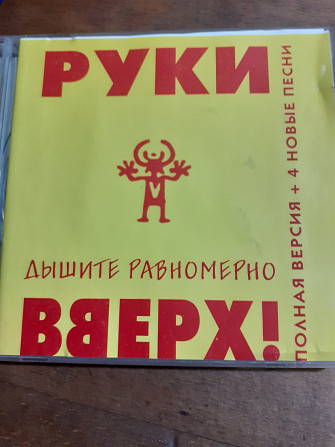 РУКИ
ДЫШИТЕ РАВНОМЕРНО
ВВЕРХ!
ПОЛНАЯ ВЕРСИЯ + 4 НОВЫЕ ПЕСНИ